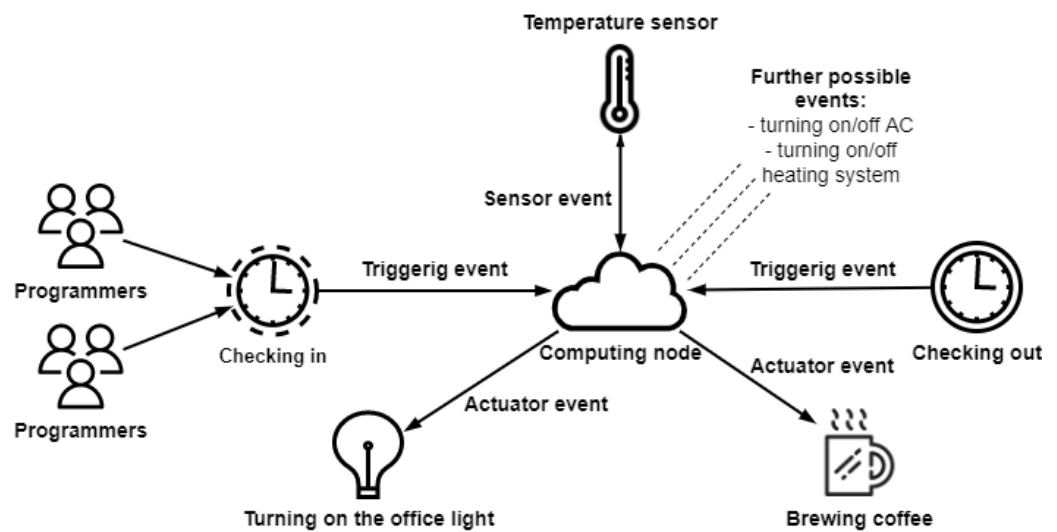 Temperature sensor
Further possible
events:
- turning on/off AC
- turning on/off
heating system
Sensor event
Triggerig event
Triggerig event
Programmers
Checking in
Computing node
Checking out
Actuator event
Actuator event
Programmers
Turning on the office light
Brewing coffee